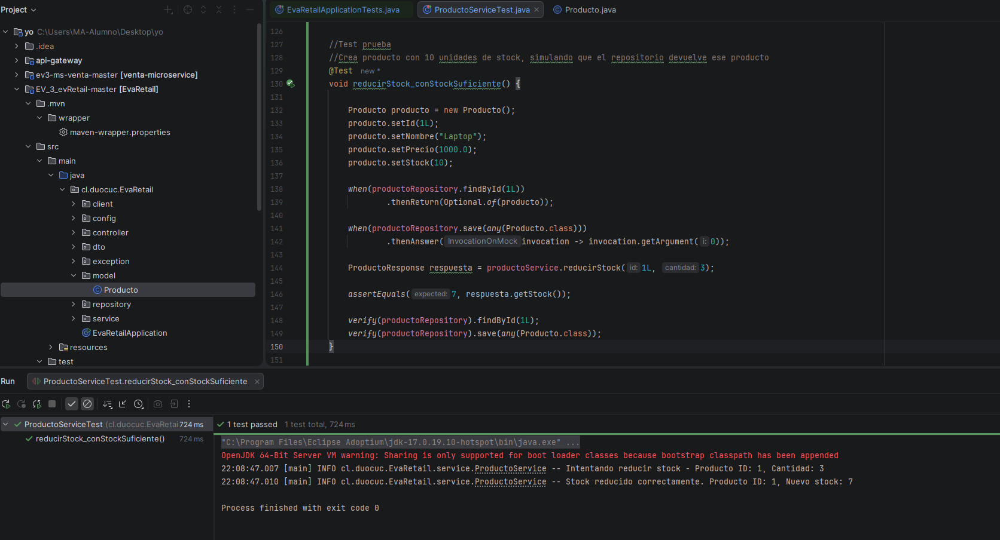 Project
EvaRetailApplicationTests.java
ProductoServiceTest.java
Producto.java
yo C:\Users\MA-Alumno\Desktop\yo
.idea
api-gateway
ev3-ms-venta-master [venta-microservice]
EV_3_evRetail-master [EvaRetail]
.mvn
wrapper
maven-wrapper.properties
src
main
java
cl.duocuc.EvaRetail
client
config
controller
dto
exception
model
Producto
repository
service
EvaRetailApplication
resources
test
126
127 //Test prueba
128 //Crea producto con 10 unidades de stock, simulando que el repositorio devuelve ese producto
129 @Test new *
130 void reducirStock_conStockSuficiente() {
131
132 Producto producto = new Producto();
133 producto.setId(1L);
134 producto.setNombre("Laptop");
135 producto.setPrecio(1000.0);
136 producto.setStock(10);
137
138 when(productoRepository.findById(1L))
139 .thenReturn(Optional.of(producto));
140
141 when(productoRepository.save(any(Producto.class)))
142 .thenAnswer( InvocationOnMock invocation -> invocation.getArgument( i: 0));
143
144 ProductoResponse respuesta = productoService.reducirStock( id: 1L, cantidad: 3);
145
146 assertEquals( expected: 7, respuesta.getStock());
147
148 verify(productoRepository).findById(1L);
149 verify(productoRepository).save(any(Producto.class));
150 }
151
Run
ProductoServiceTest.reducirStock_conStockSuficiente
ProductoServiceTest (cl.duocuc.EvaRetai 724 ms
reducirStock_conStockSuficiente() 724 ms
1 test passed 1 test total, 724 ms
"C:\Program Files\Eclipse Adoptium\jdk-17.0.19.10-hotspot\bin\java.exe" ...
OpenJDK 64-Bit Server VM warning: Sharing is only supported for boot loader classes because bootstrap classpath has been appended
22:08:47.007 [main] INFO cl.duocuc.EvaRetail.service.ProductoService -- Intentando reducir stock - Producto ID: 1, Cantidad: 3
22:08:47.010 [main] INFO cl.duocuc.EvaRetail.service.ProductoService -- Stock reducido correctamente. Producto ID: 1, Nuevo stock: 7
Process finished with exit code 0